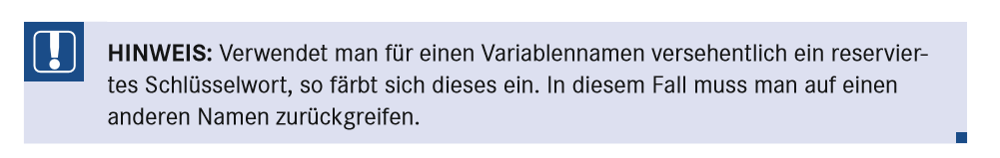 HINWEIS: Verwendet man für einen Variablennamen versehentlich ein reservier-
tes Schlüsselwort, so färbt sich dieses ein. In diesem Fall muss man auf einen
anderen Namen zurückgreifen.